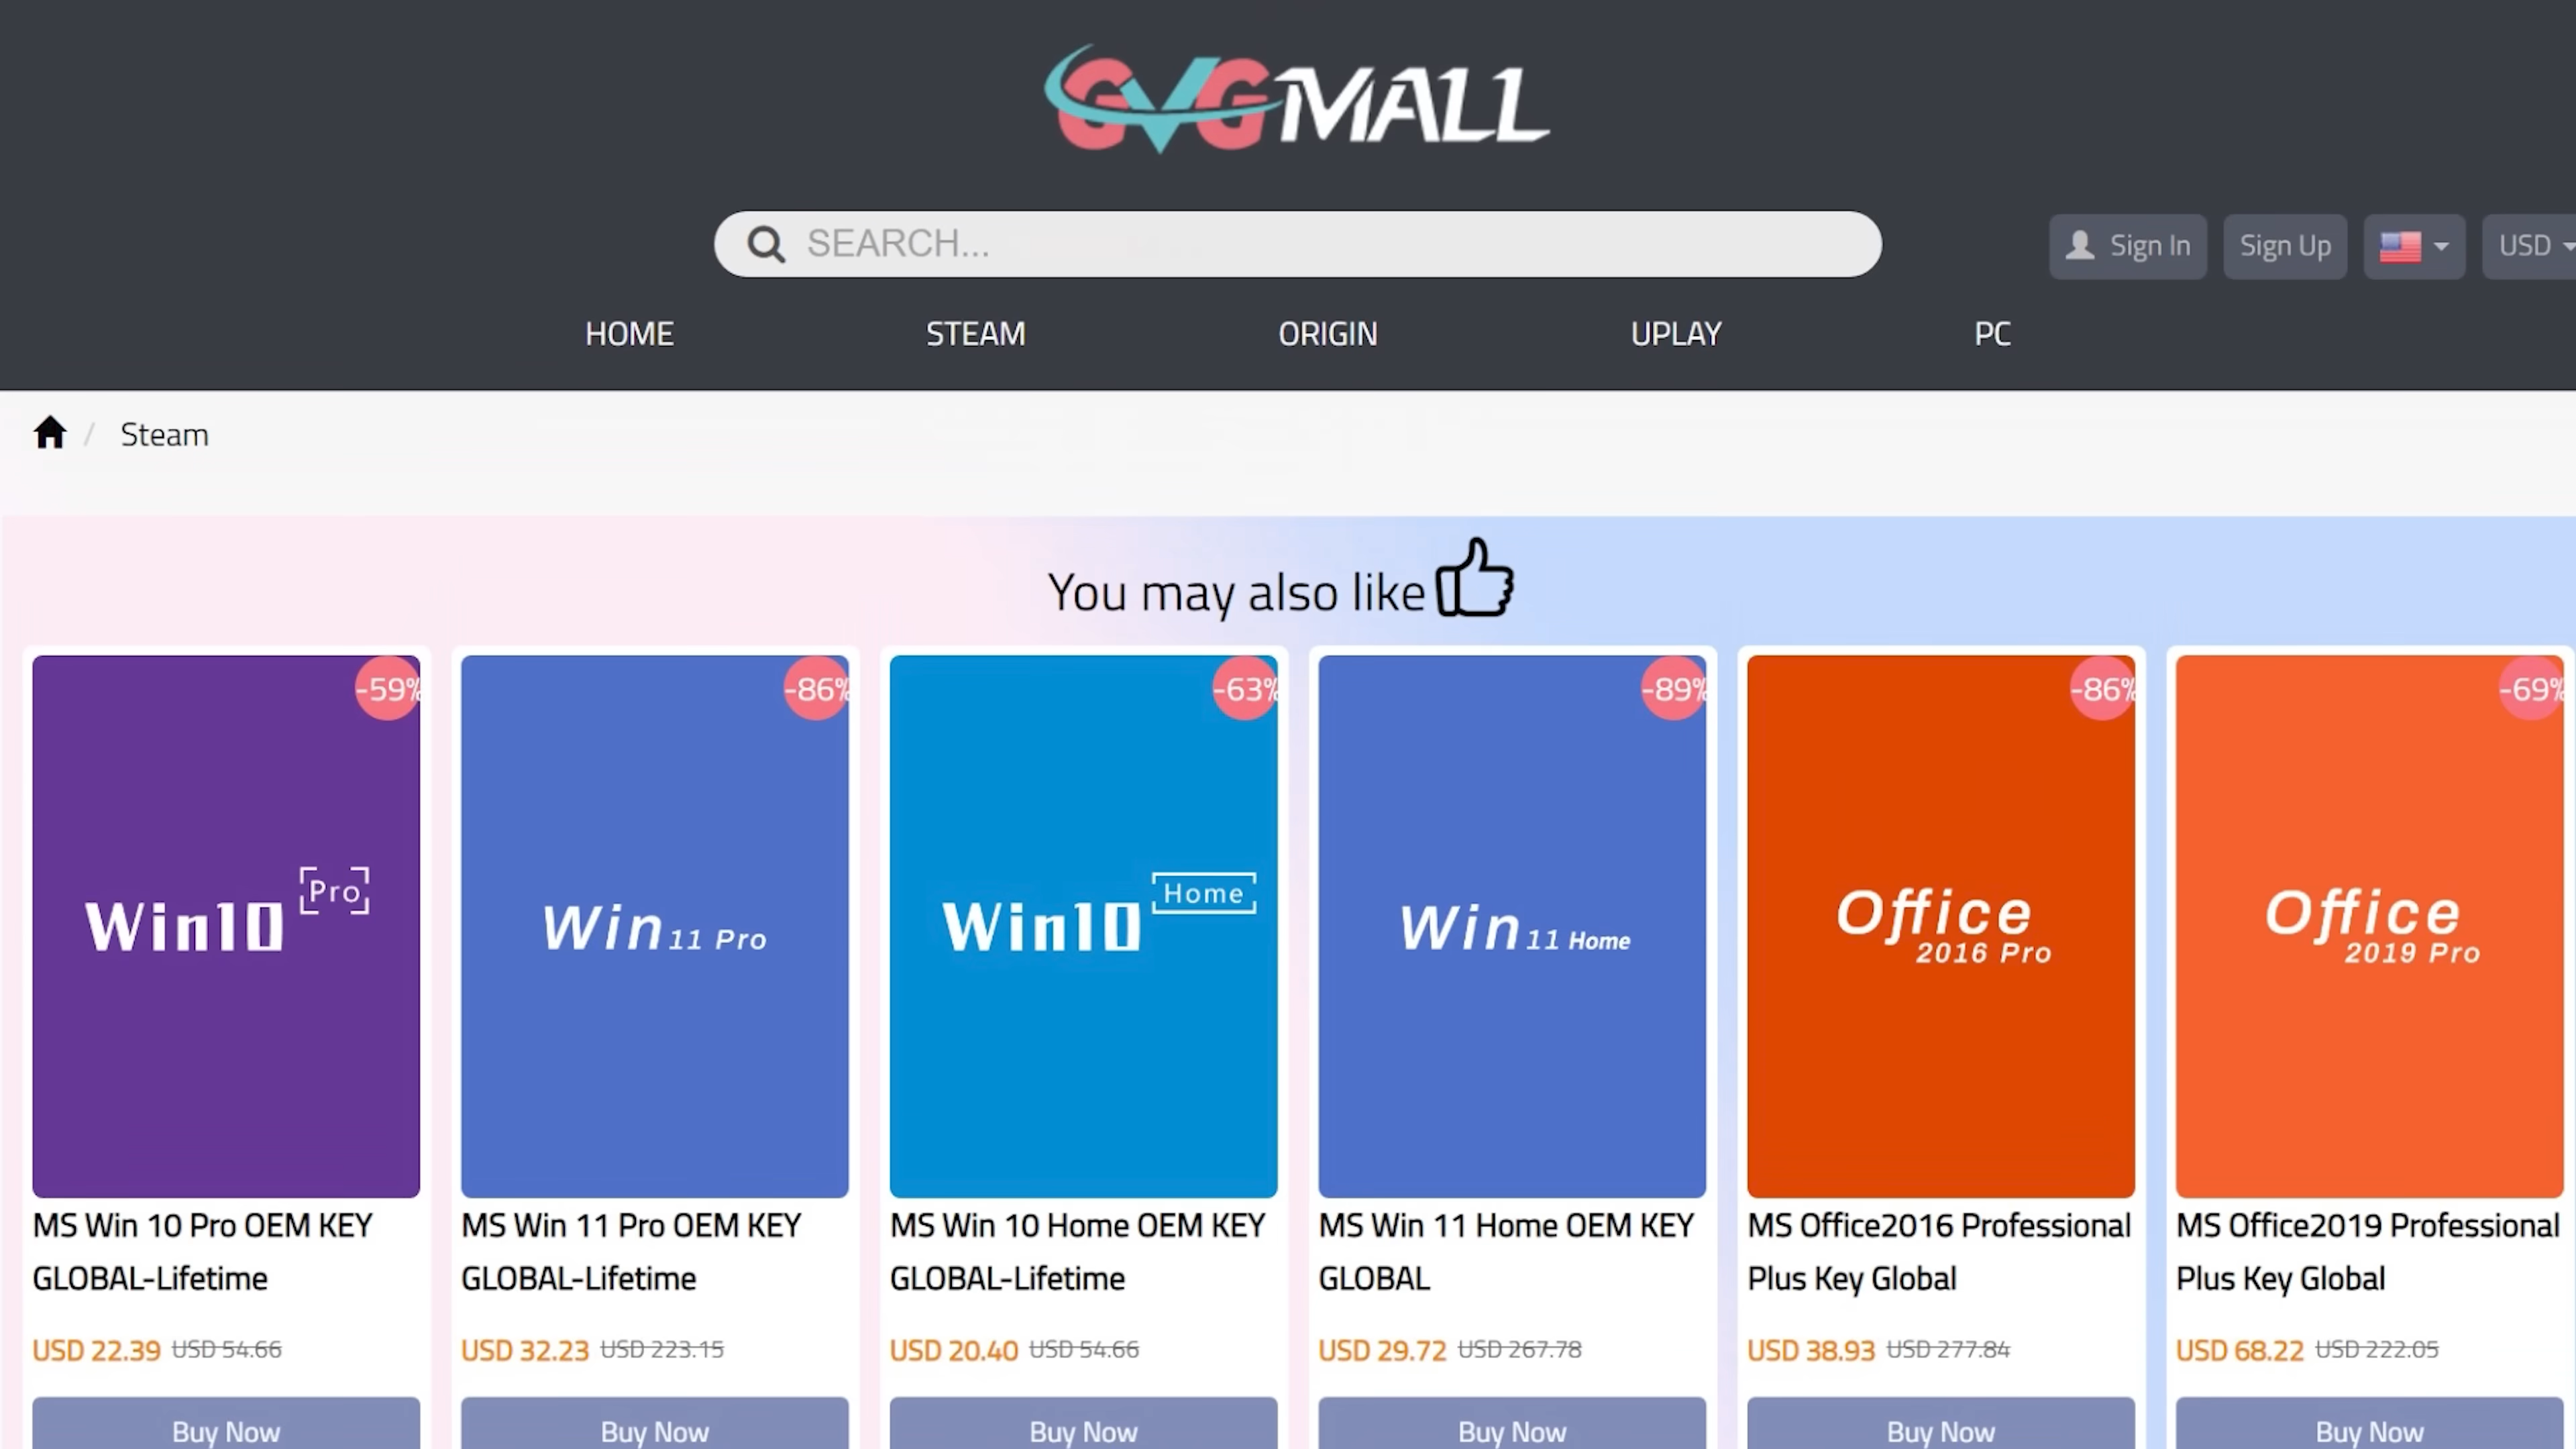 GVGMALL
SEARCH...
Sign In
Sign Up
USD
HOME
STEAM
ORIGIN
UPLAY
PC
/ Steam
You may also like
-59%
-86%
-63%
-89%
-86%
-69%
Win10 Pro
Win 11 Pro
Win10 Home
Win 11 Home
Office
2016 Pro
Office
2019 Pro
MS Win 10 Pro OEM KEY
GLOBAL-Lifetime
USD 22.39 USD 54.66
Buy Now
MS Win 11 Pro OEM KEY
GLOBAL-Lifetime
USD 32.23 USD 223.15
Buy Now
MS Win 10 Home OEM KEY
GLOBAL-Lifetime
USD 20.40 USD 54.66
Buy Now
MS Win 11 Home OEM KEY
GLOBAL
USD 29.72 USD 267.78
Buy Now
MS Office2016 Professional
Plus Key Global
USD 38.93 USD 277.84
Buy Now
MS Office2019 Professional
Plus Key Global
USD 68.22 USD 222.05
Buy Now